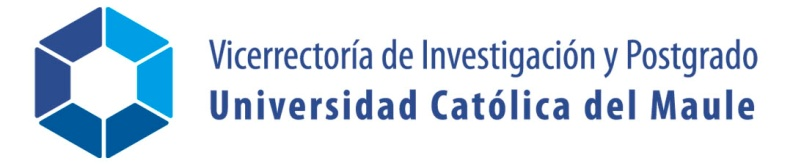 Vicerrectoría de Investigación y Postgrado
Universidad Católica del Maule